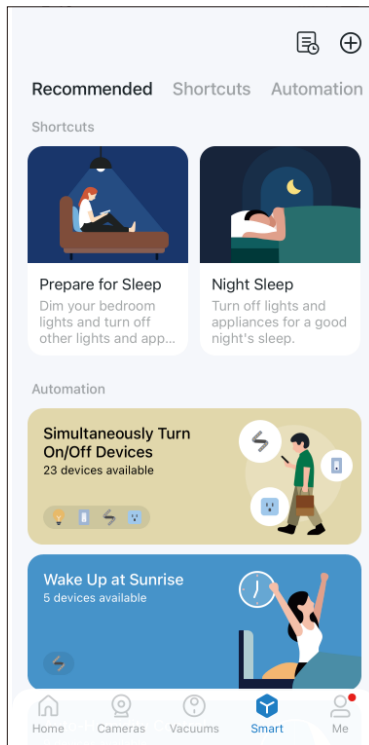 Recommended Shortcuts Automation
Shortcuts
Prepare for Sleep
Dim your bedroom
lights and turn off
other lights and app...
Night Sleep
Turn off lights and
appliances for a good
night's sleep.
Automation
Simultaneously Turn
On/Off Devices
23 devices available
Wake Up at Sunrise
5 devices available
Home Cameras Vacuums Smart Me